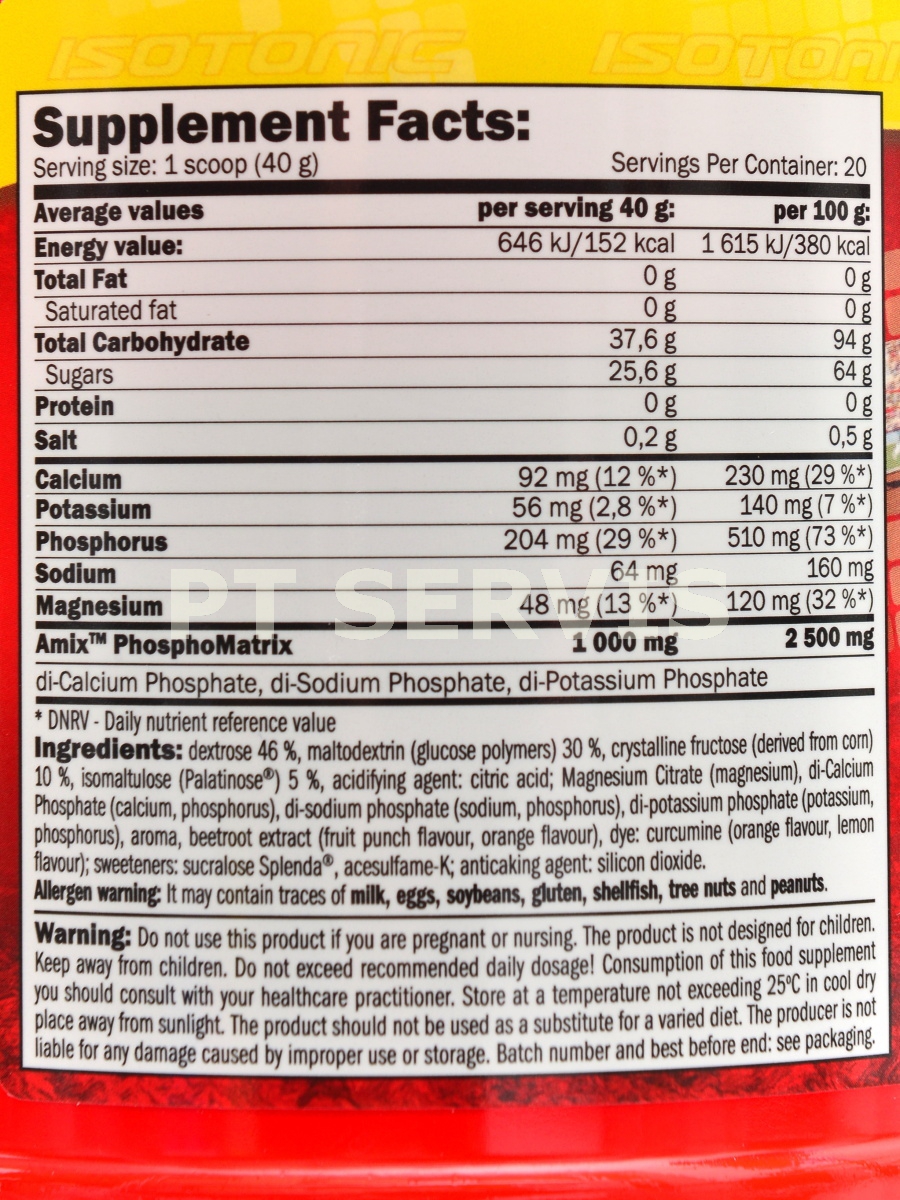 ISOTONIC ISOTONI
Supplement Facts:
Serving size: 1 scoop (40 g) Servings Per Container: 20
Average values per serving 40 g: per 100 g:
Energy value: 646 kJ/152 kcal 1 615 kJ/380 kcal
Total Fat 0 g 0 g
Saturated fat 0 g 0 g
Total Carbohydrate 37,6 g 94 g
Sugars 25,6 g 64 g
Protein 0 g 0 g
Salt 0,2 g 0,5 g
Calcium 92 mg (12 %*) 230 mg (29 %*)
Potassium 56 mg (2,8 %*) 140 mg (7 %*)
Phosphorus 204 mg (29 %*) 510 mg (73 %*)
Sodium 64 mg 160 mg
PT SERVIS
Magnesium 48 mg (13 %*) 120 mg (32 %*)
Amix™ PhosphoMatrix 1 000 mg 2 500 mg
di-Calcium Phosphate, di-Sodium Phosphate, di-Potassium Phosphate
* DNRV - Daily nutrient reference value
Ingredients: dextrose 46 %, maltodextrin (glucose polymers) 30 %, crystalline fructose (derived from corn)
10 %, isomaltulose (Palatinose®) 5 %, acidifying agent: citric acid; Magnesium Citrate (magnesium), di-Calcium
Phosphate (calcium, phosphorus), di-sodium phosphate (sodium, phosphorus), di-potassium phosphate (potassium,
phosphorus), aroma, beetroot extract (fruit punch flavour, orange flavour), dye: curcumine (orange flavour, lemon
flavour); sweeteners: sucralose Splenda®, acesulfame-K; anticaking agent: silicon dioxide.
Allergen warning: It may contain traces of milk, eggs, soybeans, gluten, shellfish, tree nuts and peanuts.
Warning: Do not use this product if you are pregnant or nursing. The product is not designed for children.
Keep away from children. Do not exceed recommended daily dosage! Consumption of this food supplement
you should consult with your healthcare practitioner. Store at a temperature not exceeding 25ºC in cool dry
place away from sunlight. The product should not be used as a substitute for a varied diet. The producer is not
liable for any damage caused by improper use or storage. Batch number and best before end: see packaging.